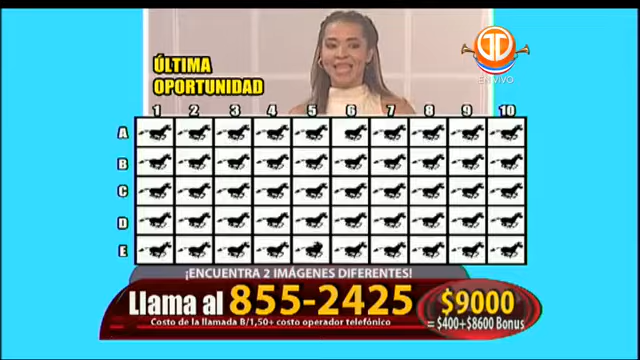 ÚLTIMA
OPORTUNIDAD
EN VIVO
1 2 3 4 5 6 7 8 9 10
A
B
C
D
E
¡ENCUENTRA 2 IMÁGENES DIFERENTES!
Llama al 855-2425
Costo de la llamada B/1,50+ costo operador telefónico
$9000
= $400+$8600 Bonus